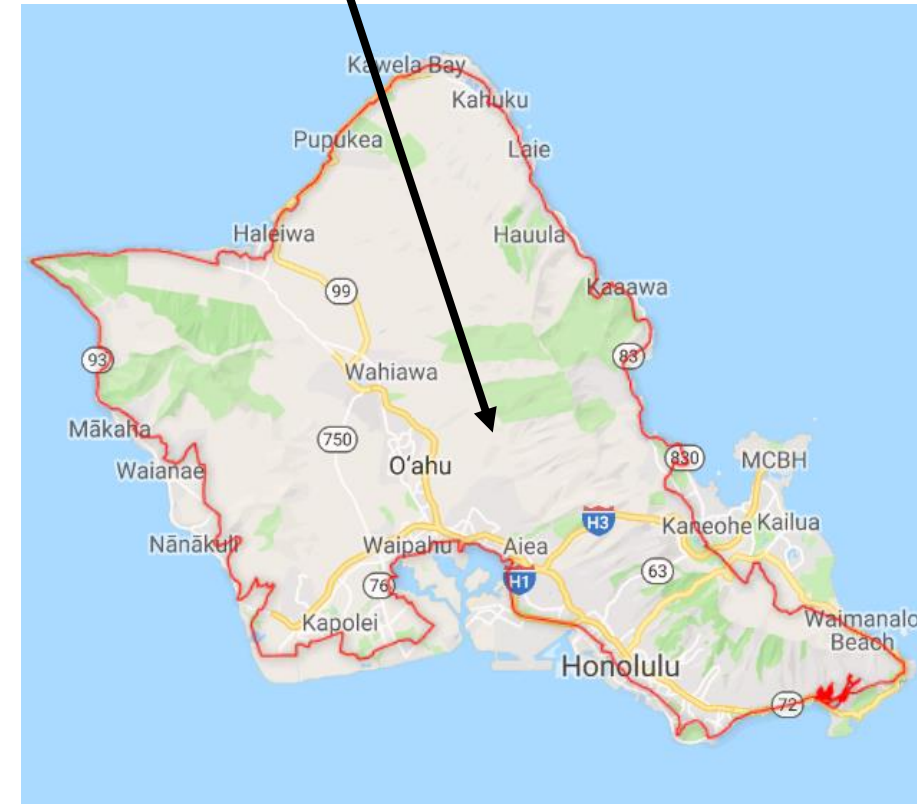 Kawela Bay
Kahuku
Pupukea
Laie
Haleiwa
Hauula
99
Kaaawa
93
Wahiawa
83
Mākaha
750
Waianae
O‘ahu
830
MCBH
H3
Nānākuli
Waipahu
Aiea
Kaneohe
Kailua
76
H1
63
Kapolei
Waimanalo
Beach
Honolulu
72